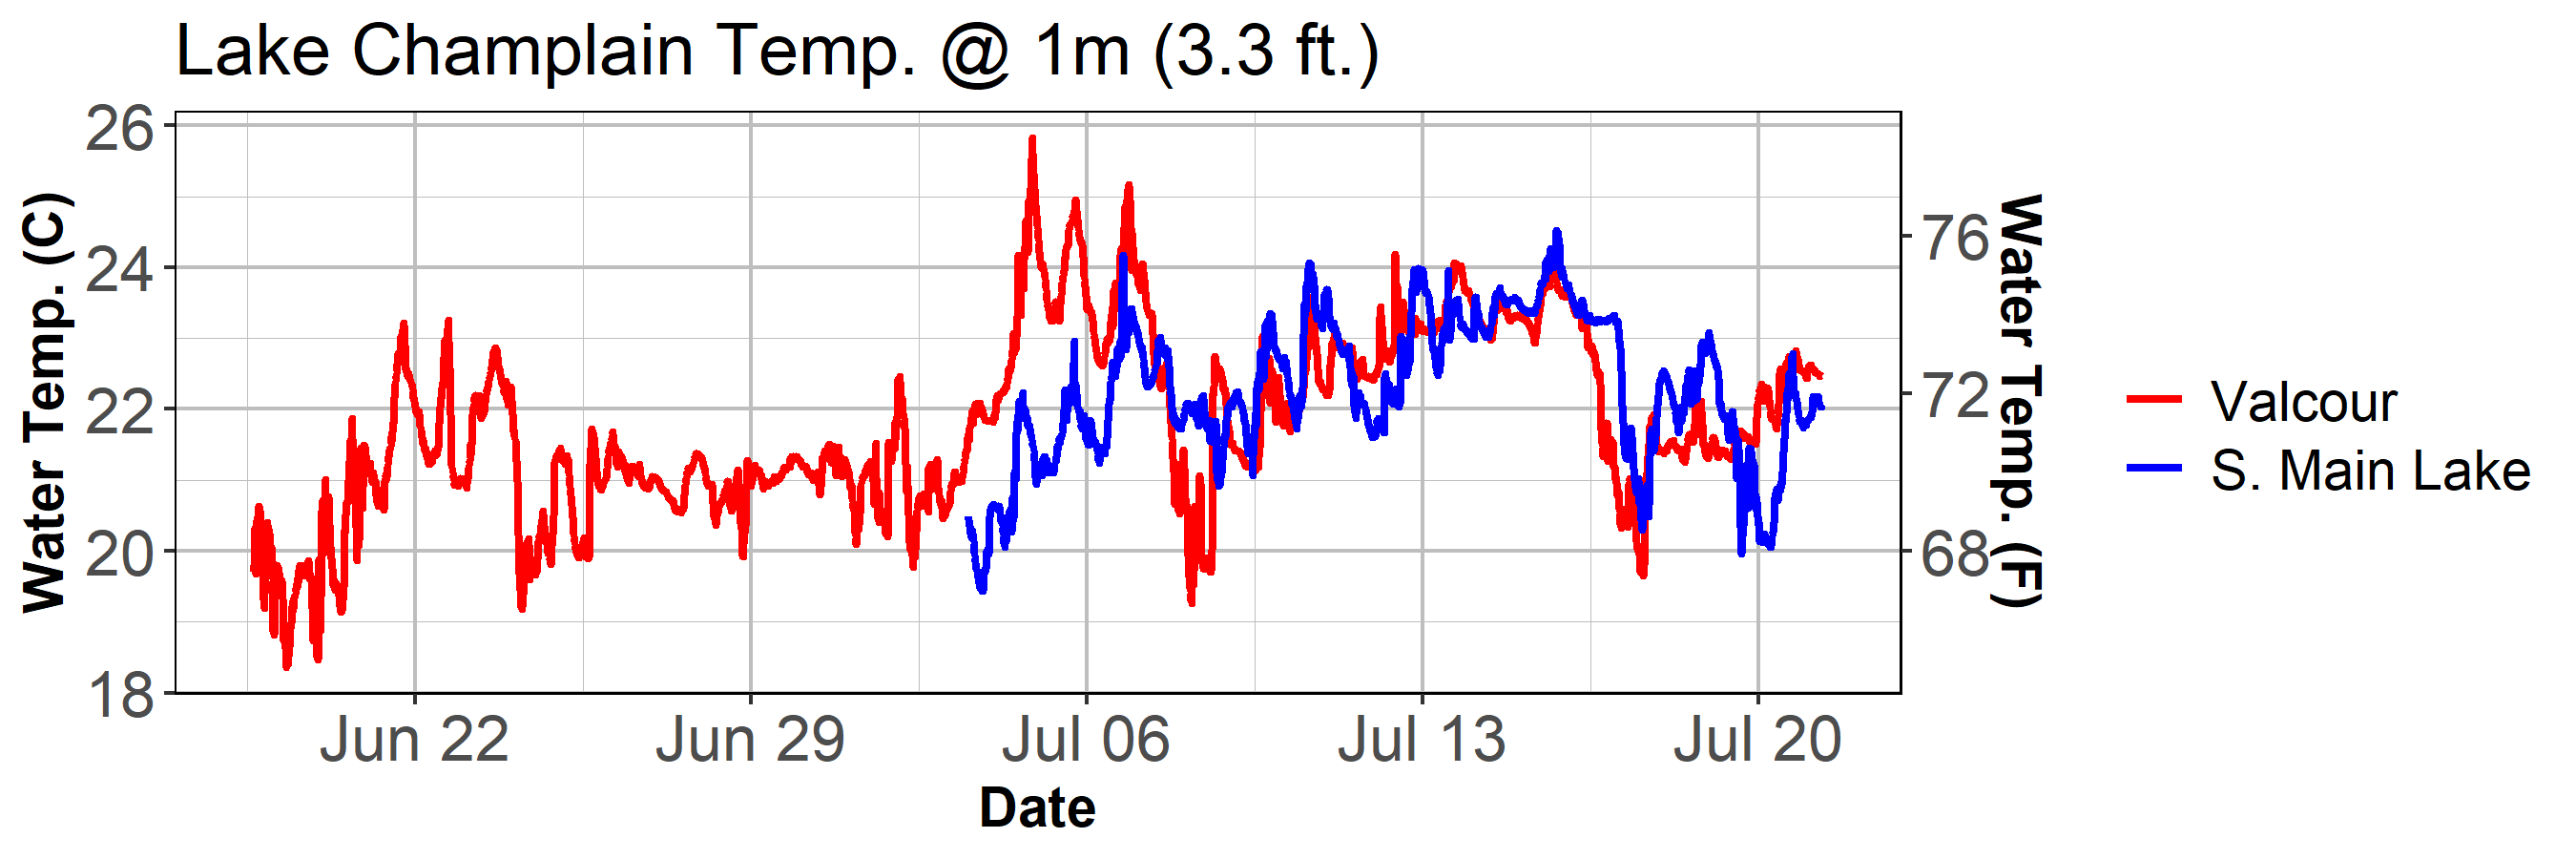 Lake Champlain Temp. @ 1m (3.3 ft.)
26
24
22
20
18
Water Temp. (C)
76
72
68
Water Temp. (F)
Jun 22
Jun 29
Jul 06
Jul 13
Jul 20
Date
Valcour
S. Main Lake